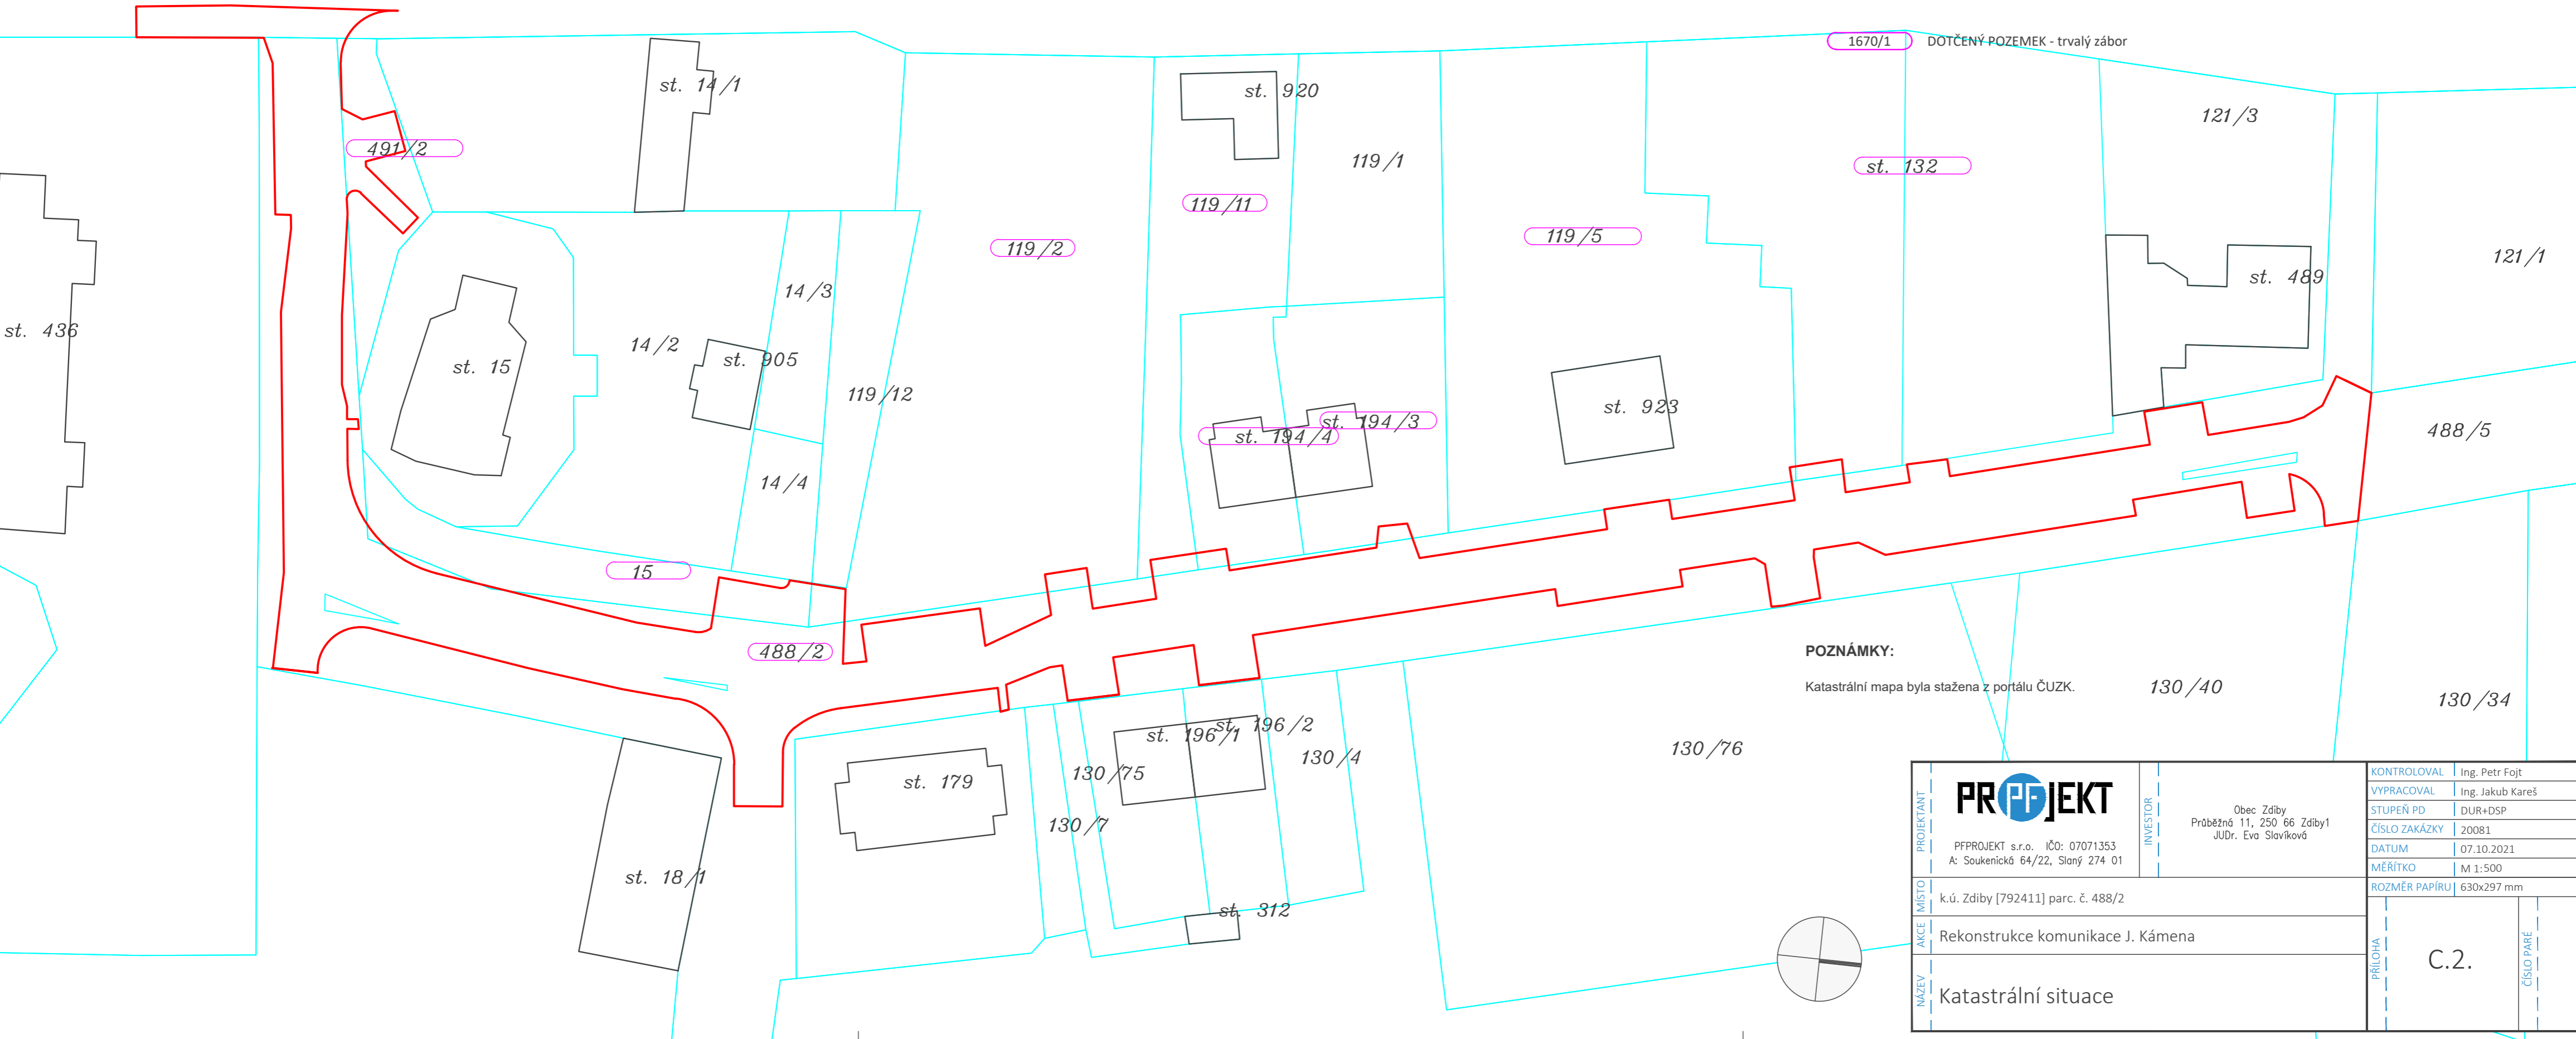 1670/1 DOTČENÝ POZEMEK - trvalý zábor
st. 14/1
st. 920
121/3
491/2
119/1
st. 132
119/11
119/2
119/5
121/1
st. 489
14/3
st. 436
14/2
st. 905
st. 15
119/12
st. 923
st. 194/3
st. 194/4
488/5
14/4
15
488/2
POZNÁMKY:
Katastrální mapa byla stažena z portálu ČUZK.
130/40
130/34
st. 196/2
st. 196/1
130/76
130/4
130/75
st. 179
130/7
st. 18/1
st. 312
PROJEKTANT
PRPFJEKT
PFPROJEKT s.r.o. IČO: 07071353
A: Soukenická 64/22, Slaný 274 01
INVESTOR
Obec Zdiby
Průběžná 11, 250 66 Zdiby1
JUDr. Eva Slavíková
KONTROLOVAL Ing. Petr Fojt
VYPRACOVAL Ing. Jakub Kareš
STUPEŇ PD DUR+DSP
ČÍSLO ZAKÁZKY 20081
DATUM 07.10.2021
MĚŘÍTKO M 1:500
ROZMĚR PAPÍRU 630x297 mm
MÍSTO k.ú. Zdiby [792411] parc. č. 488/2
AKCE Rekonstrukce komunikace J. Kámena
NÁZEV Katastrální situace
PŘÍLOHA C.2.
ČÍSLO PARÉ